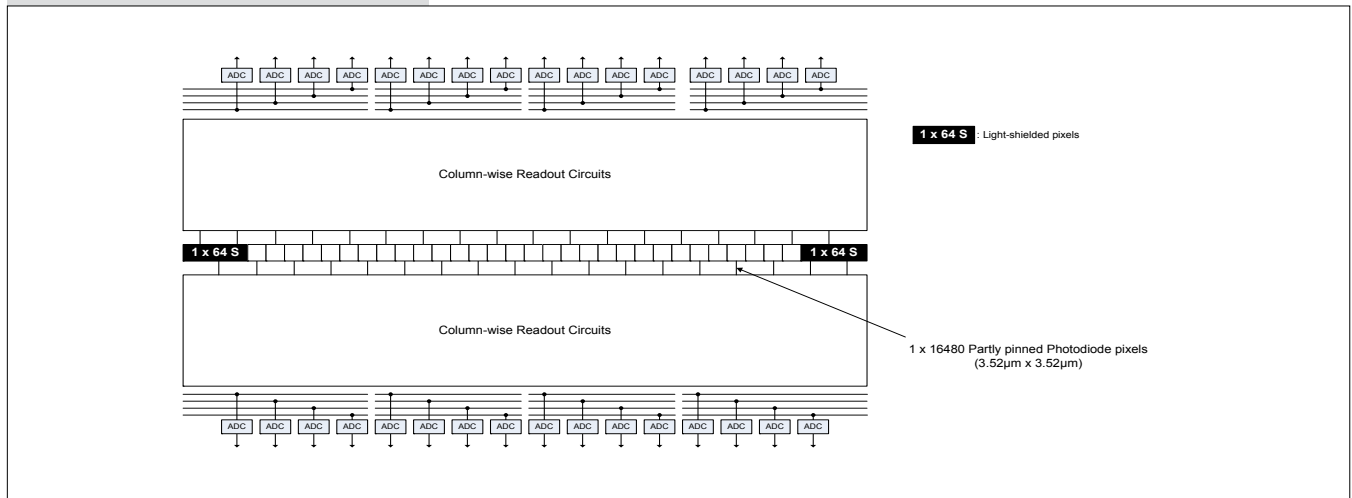 ADC ADC ADC ADC ADC ADC ADC ADC ADC ADC ADC ADC ADC ADC ADC ADC
1 x 64 S : Light-shielded pixels
Column-wise Readout Circuits
1 x 64 S 1 x 64 S
Column-wise Readout Circuits
1 x 16480 Partly pinned Photodiode pixels
(3.52µm x 3.52µm)
ADC ADC ADC ADC ADC ADC ADC ADC ADC ADC ADC ADC ADC ADC ADC ADC